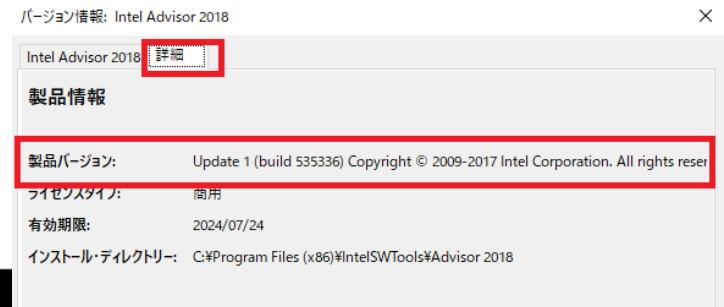 バージョン情報: Intel Advisor 2018
Intel Advisor 2018 詳細
製品情報
製品バージョン: Update 1 (build 535336) Copyright © 2009-2017 Intel Corporation. All rights reser
ライセンスタイプ: 商用
有効期限: 2024/07/24
インストール・ディレクトリー: C:¥Program Files (x86)¥IntelSWTools¥Advisor 2018